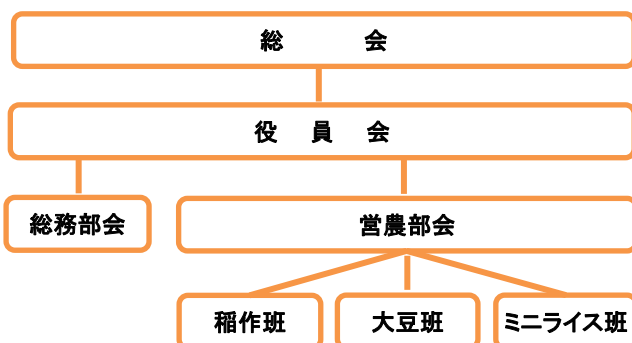 総会
役員会
総務部会
営農部会
稲作班
大豆班
ミニライス班